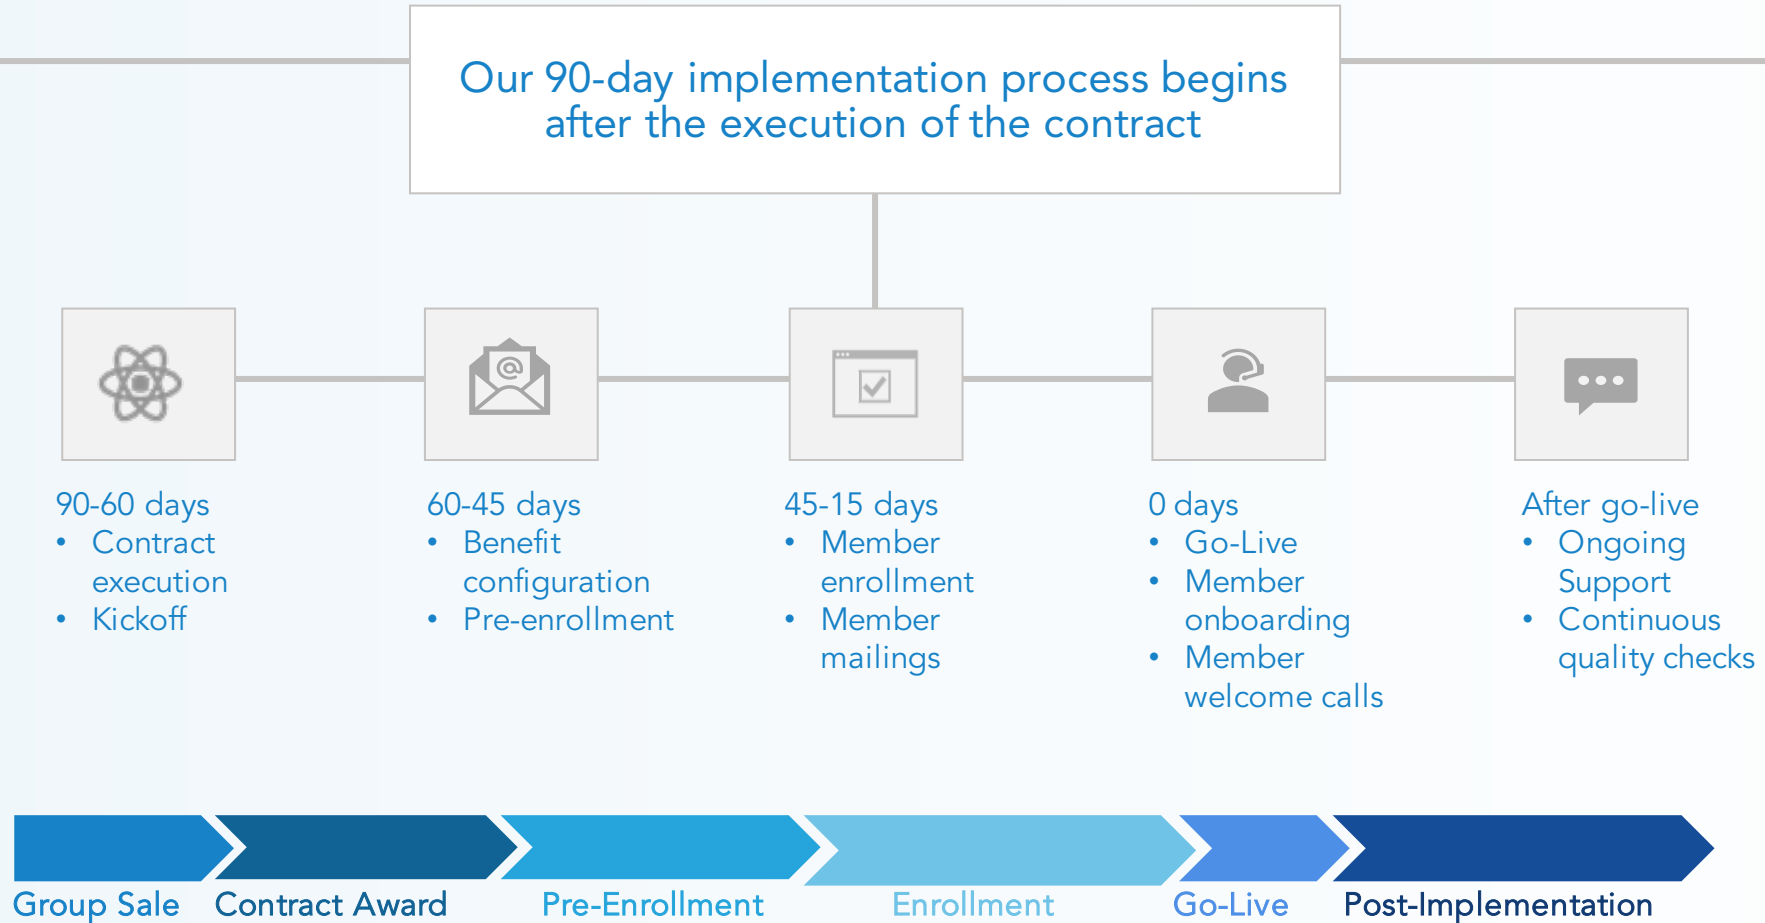 Our 90-day implementation process begins
after the execution of the contract
90-60 days
• Contract
execution
• Kickoff
60-45 days
• Benefit
configuration
• Pre-enrollment
45-15 days
• Member
enrollment
• Member
mailings
0 days
• Go-Live
• Member
onboarding
• Member
welcome calls
After go-live
• Ongoing
Support
• Continuous
quality checks
Group Sale
Contract Award
Pre-Enrollment
Enrollment
Go-Live
Post-Implementation